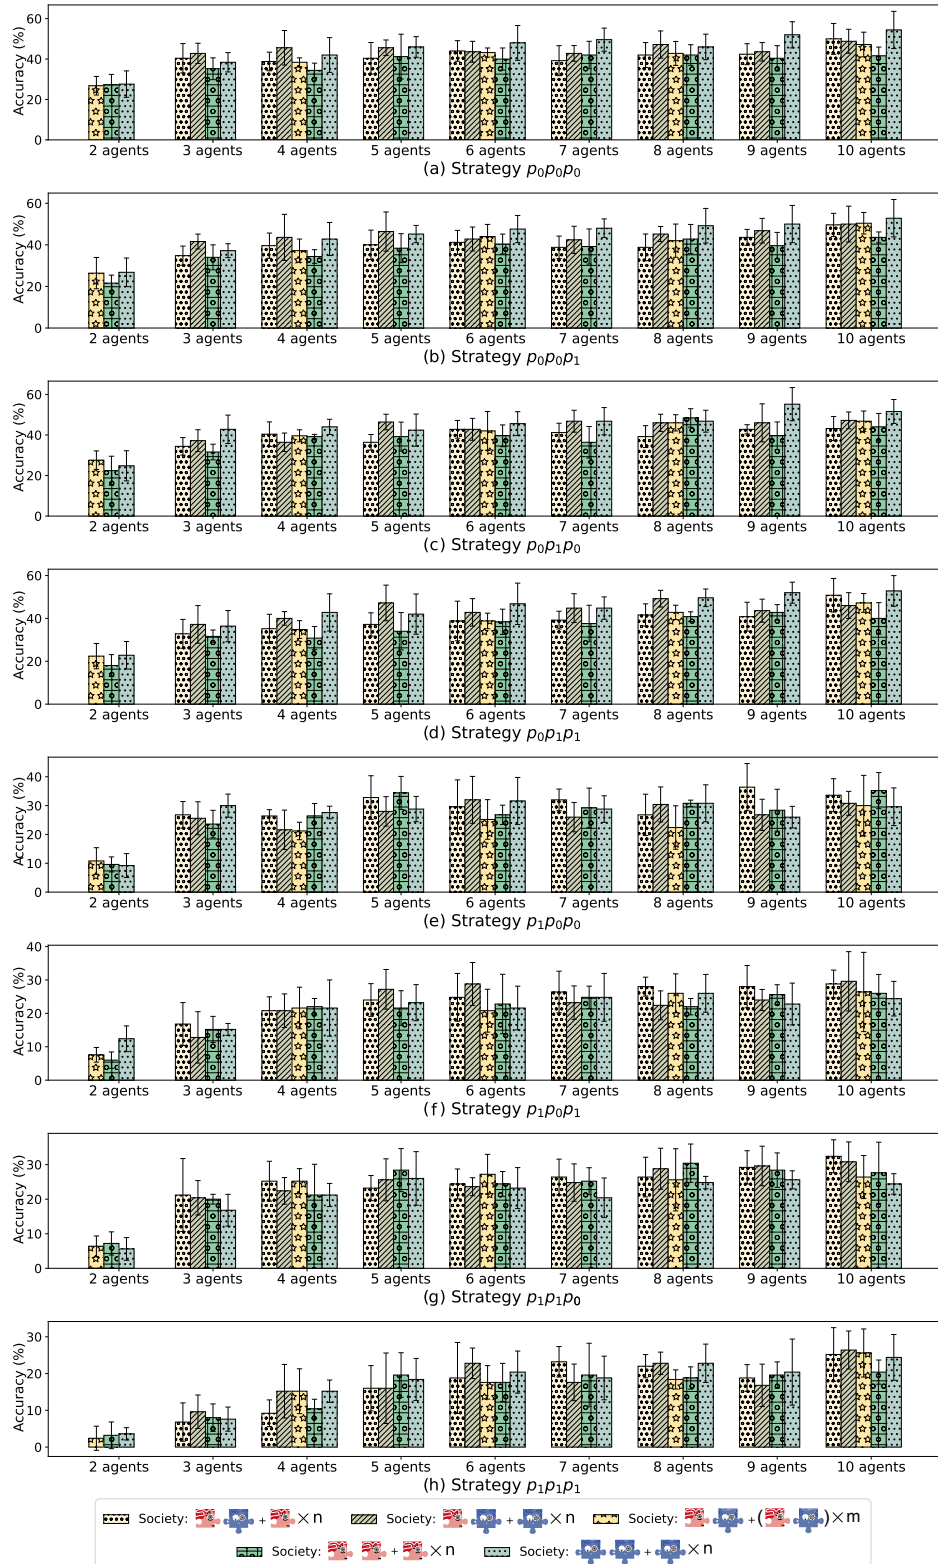 Accuracy (%)
60
40
20
0
2 agents 3 agents 4 agents 5 agents 6 agents 7 agents 8 agents 9 agents 10 agents
(a) Strategy p₀p₀p₀
Accuracy (%)
60
40
20
0
2 agents 3 agents 4 agents 5 agents 6 agents 7 agents 8 agents 9 agents 10 agents
(b) Strategy p₀p₀p₁
Accuracy (%)
60
40
20
0
2 agents 3 agents 4 agents 5 agents 6 agents 7 agents 8 agents 9 agents 10 agents
(c) Strategy p₀p₁p₀
Accuracy (%)
60
40
20
0
2 agents 3 agents 4 agents 5 agents 6 agents 7 agents 8 agents 9 agents 10 agents
(d) Strategy p₀p₁p₁
Accuracy (%)
40
30
20
10
0
2 agents 3 agents 4 agents 5 agents 6 agents 7 agents 8 agents 9 agents 10 agents
(e) Strategy p₁p₀p₀
Accuracy (%)
40
30
20
10
0
2 agents 3 agents 4 agents 5 agents 6 agents 7 agents 8 agents 9 agents 10 agents
(f) Strategy p₁p₀p₁
Accuracy (%)
30
20
10
0
2 agents 3 agents 4 agents 5 agents 6 agents 7 agents 8 agents 9 agents 10 agents
(g) Strategy p₁p₁p₀
Accuracy (%)
30
20
10
0
2 agents 3 agents 4 agents 5 agents 6 agents 7 agents 8 agents 9 agents 10 agents
(h) Strategy p₁p₁p₁
Society: + ×n Society: + ×n Society: +( )×m
Society: + ×n Society: + ×n